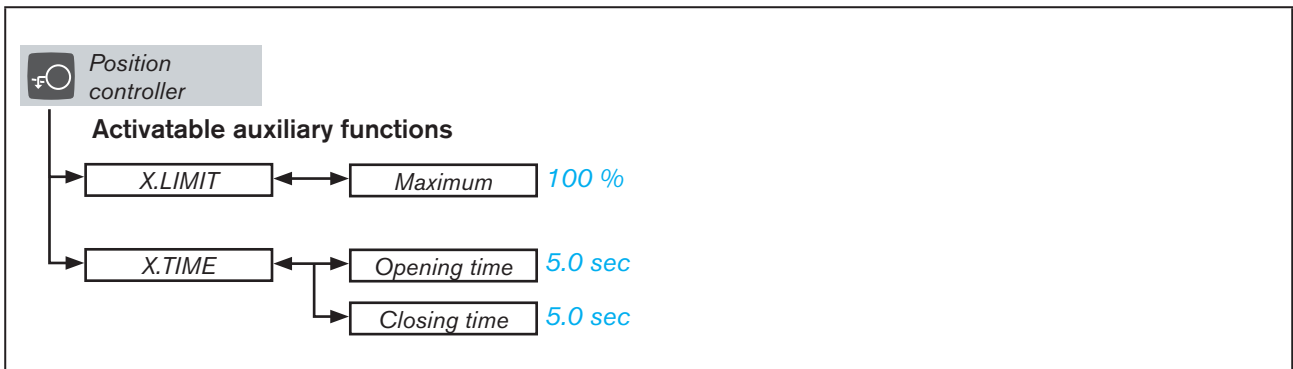 Position
controller
Activatable auxiliary functions
X.LIMIT Maximum 100 %
X.TIME Opening time 5.0 sec
Closing time 5.0 sec